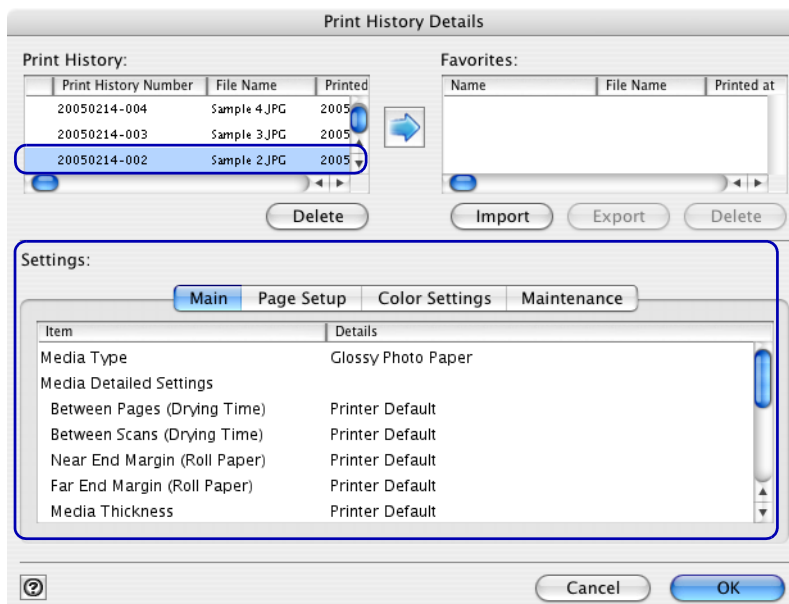 Print History Details
Print History: Favorites:
Print History Number File Name Printed Name File Name Printed at
20050214-004 Sample 4.JPG 2005
20050214-003 Sample 3.JPG 2005
20050214-002 Sample 2.JPG 2005
Delete Import Export Delete
Settings:
Main Page Setup Color Settings Maintenance
Item Details
Media Type Glossy Photo Paper
Media Detailed Settings
Between Pages (Drying Time) Printer Default
Between Scans (Drying Time) Printer Default
Near End Margin (Roll Paper) Printer Default
Far End Margin (Roll Paper) Printer Default
Media Thickness Printer Default
? Cancel OK